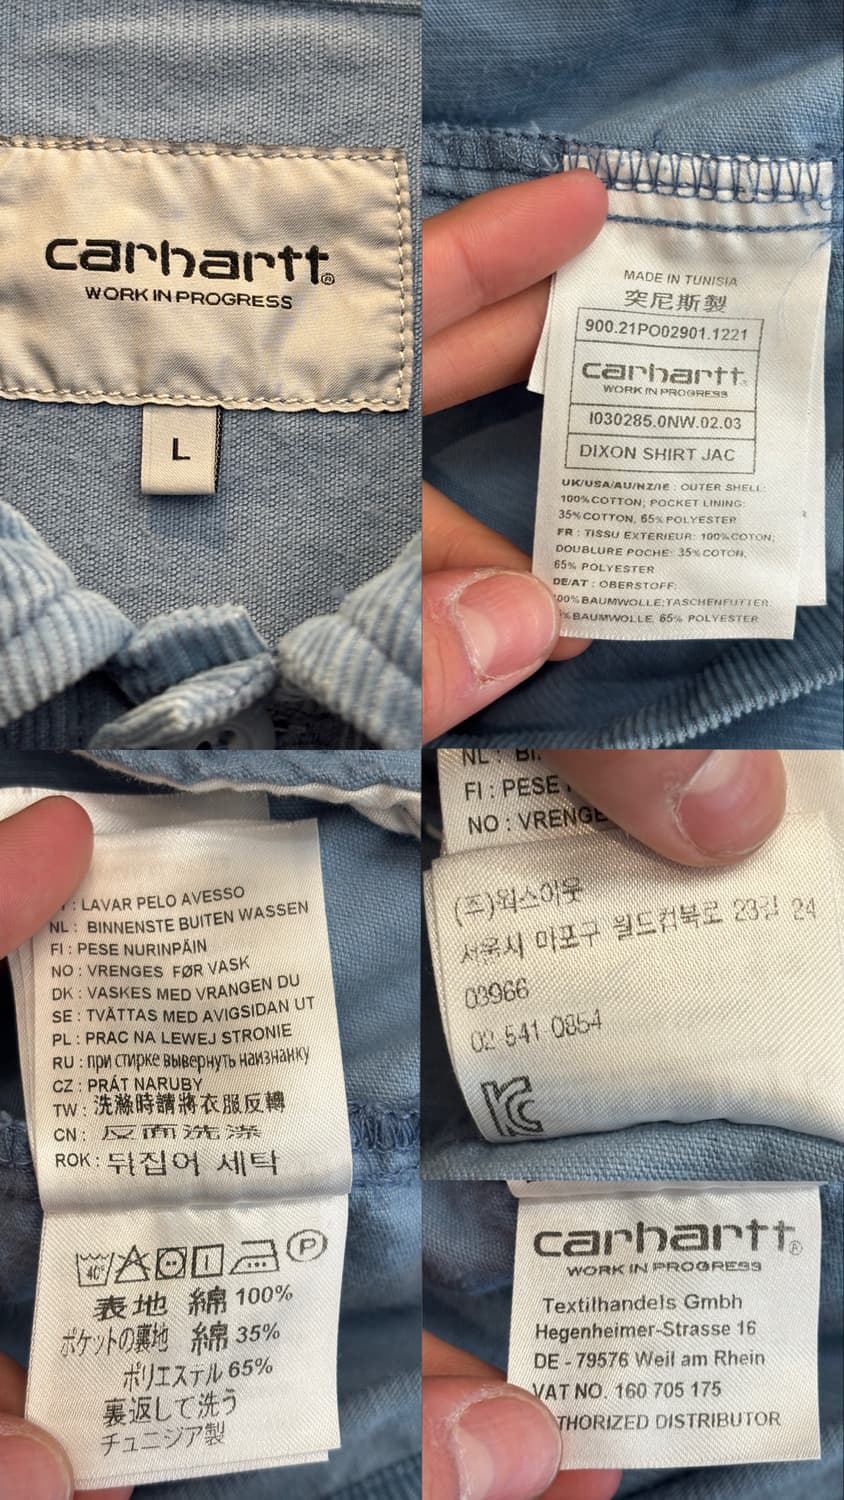 carhartt®
WORK IN PROGRESS
L
MADE IN TUNISIA
突尼斯製
900.21PO02901.1221
carhartt
WORK IN PROGRESS
I030285.0NW.02.03
DIXON SHIRT JAC
UK/USA/AU/NZ/IE : OUTER SHELL:
100%COTTON; POCKET LINING:
35%COTTON, 65%POLYESTER
FR : TISSU EXTERIEUR: 100%COTON;
DOUBLURE POCHE: 35%COTON,
65% POLYESTER
DE/AT : OBERSTOFF:
100%BAUMWOLLE;TASCHENFUTTER:
%BAUMWOLLE, 65% POLYESTER
: LAVAR PELO AVESSO
NL : BINNENSTE BUITEN WASSEN
FI : PESE NURINPÄIN
NO : VRENGES FØR VASK
DK : VASKES MED VRANGEN DU
SE : TVÄTTAS MED AVIGSIDAN UT
PL : PRAC NA LEWEJ STRONIE
RU : при стирке вывернуть наизнанку
CZ : PRÁT NARUBY
TW : 洗滌時請將衣服反轉
CN : 反面洗涤
ROK : 뒤집어 세탁
40° P
表地 綿 100%
ポケットの裏地 綿 35%
ポリエステル 65%
裏返して洗う
チュニジア製
NL :
FI : PESE
NO : VRENGE
(주)웍스아웃
서울시 마포구 월드컵북로 23길 24
03966
02 541 0854
carhartt®
WORK IN PROGRESS
Textilhandels Gmbh
Hegenheimer-Strasse 16
DE - 79576 Weil am Rhein
VAT NO. 160 705 175
THORIZED DISTRIBUTOR